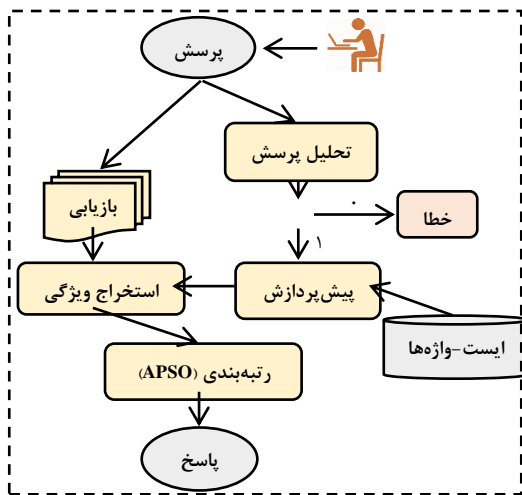 پرسش
تحلیل پرسش
بازیابی
۰
خطا
۱
پیش‌پردازش
استخراج ویژگی
ایست-واژه‌ها
رتبه‌بندی (APSO)
پاسخ